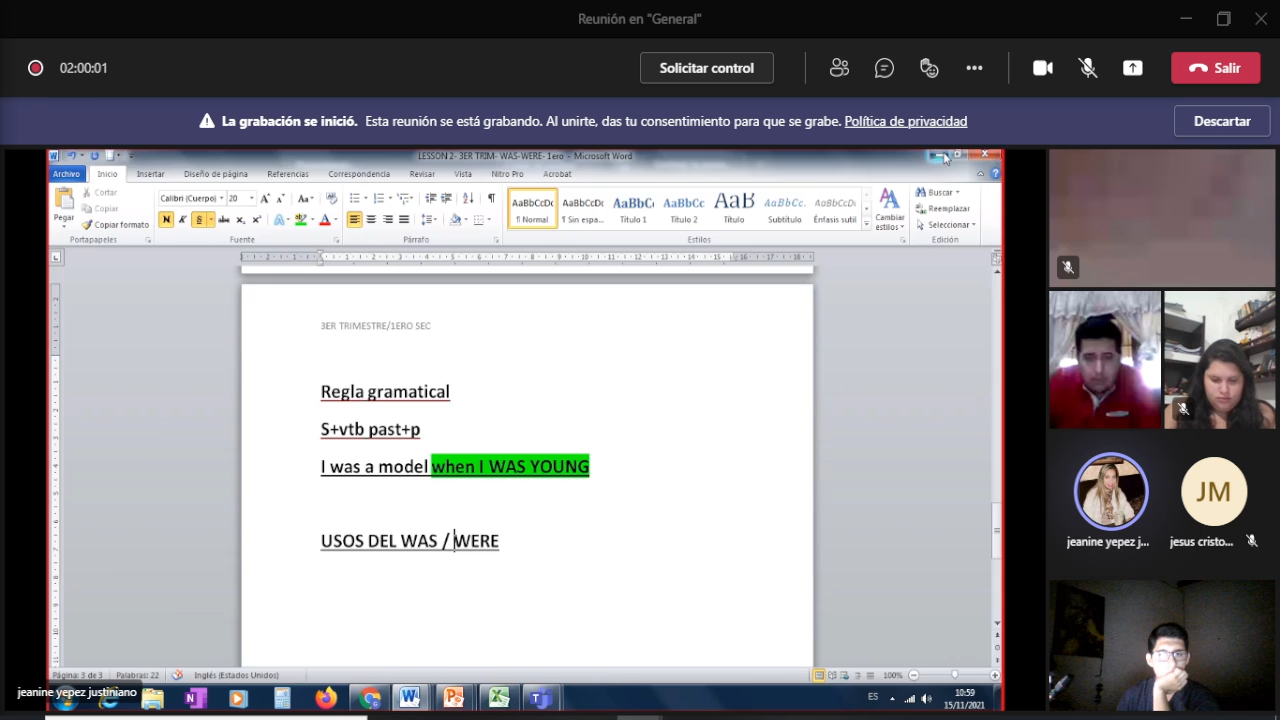 Reunión en "General"
02:00:01
Solicitar control
Salir
La grabación se inició. Esta reunión se está grabando. Al unirte, das tu consentimiento para que se grabe. Política de privacidad
Descartar
LESSON 2- 3ER TRIM- WAS-WERE- 1ero - Microsoft Word
Archivo Inicio Insertar Diseño de página Referencias Correspondencia Revisar Vista Nitro Pro Acrobat
Pegar
Cortar
Copiar
Copiar formato
Calibri (Cuerpo) 20
AaBbCcDc AaBbCcDc AaBbC AaBbCc AaB AaBbCc. AaBbCcDc
¶ Normal ¶ Sin espa... Título 1 Título 2 Título Subtítulo Énfasis sutil
Cambiar estilos
Buscar
Reemplazar
Seleccionar
Portapapeles Fuente Párrafo Estilos Edición
3ER TRIMESTRE/1ERO SEC
Regla gramatical
S+vtb past+p
I was a model when I WAS YOUNG
USOS DEL WAS / WERE
Página: 3 de 3 Palabras: 22 Inglés (Estados Unidos) 100%
jeanine yepez justiniano
ES
10:59
15/11/2021
JM
jeanine yepez j...
jesus cristo...